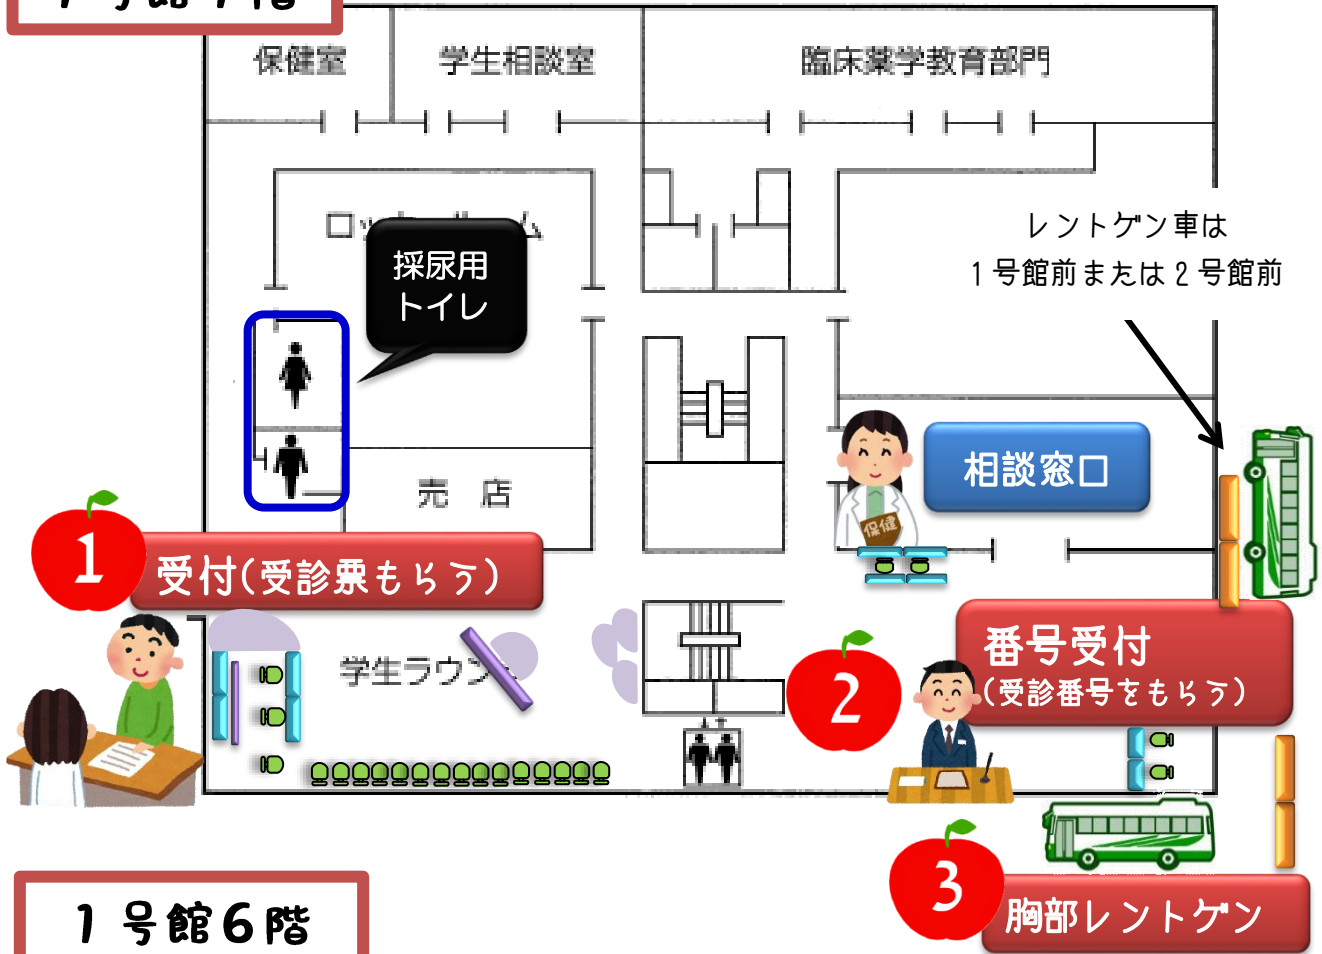 １号館１階
保健室
学生相談室
臨床薬学教育部門
レントゲン車は
１号館前または２号館前
採尿用
トイレ
相談窓口
保健
売 店
1
受付(受診票もらう)
学生ラウン
2
番号受付
(受診番号をもらう)
3
胸部レントゲン
１号館６階